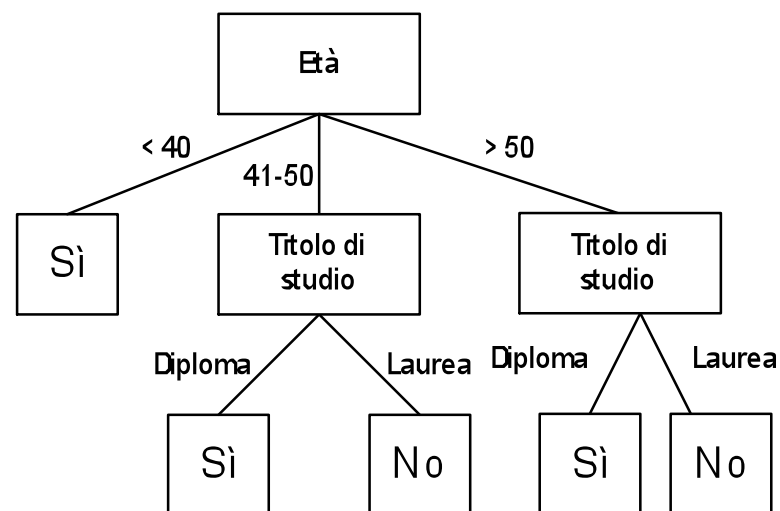 Età
< 40
41-50
> 50
Sì
Titolo di
studio
Titolo di
studio
Diploma
Laurea
Diploma
Laurea
Sì
No
Sì
No